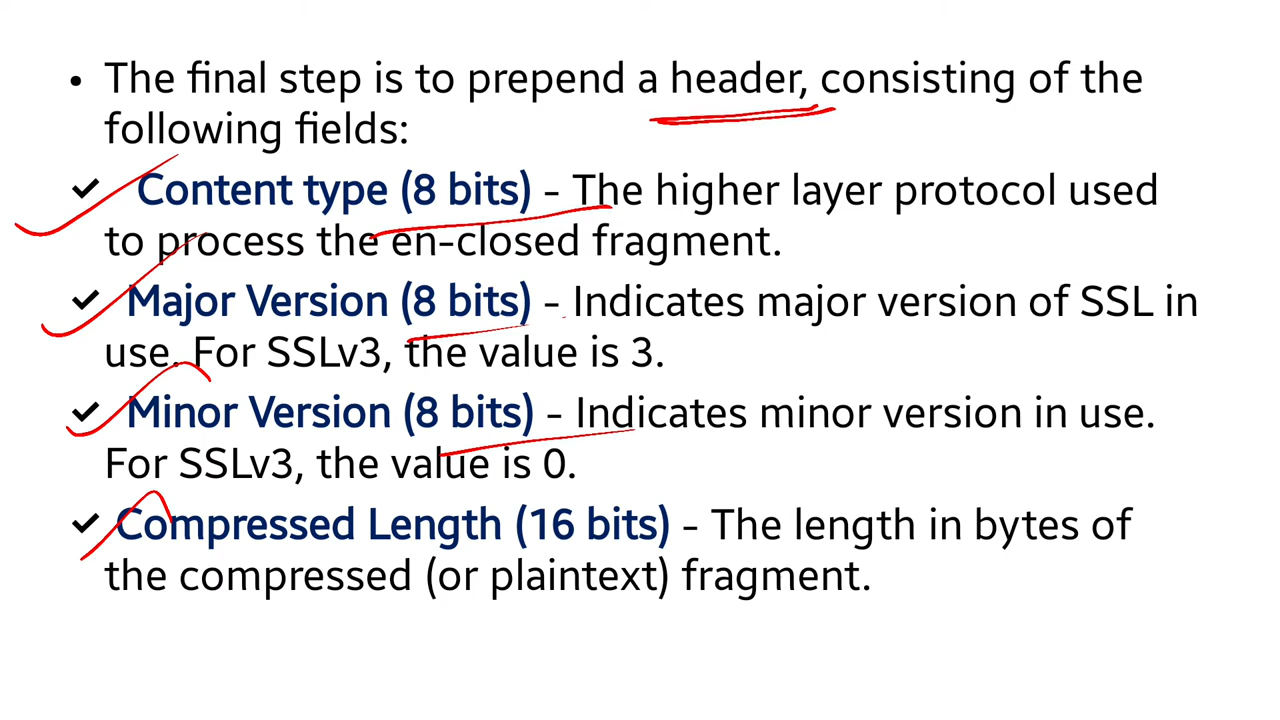 • The final step is to prepend a header, consisting of the
following fields:
✓ Content type (8 bits) - The higher layer protocol used
to process the en-closed fragment.
✓ Major Version (8 bits) - Indicates major version of SSL in
use. For SSLv3, the value is 3.
✓ Minor Version (8 bits) - Indicates minor version in use.
For SSLv3, the value is 0.
✓ Compressed Length (16 bits) - The length in bytes of
the compressed (or plaintext) fragment.